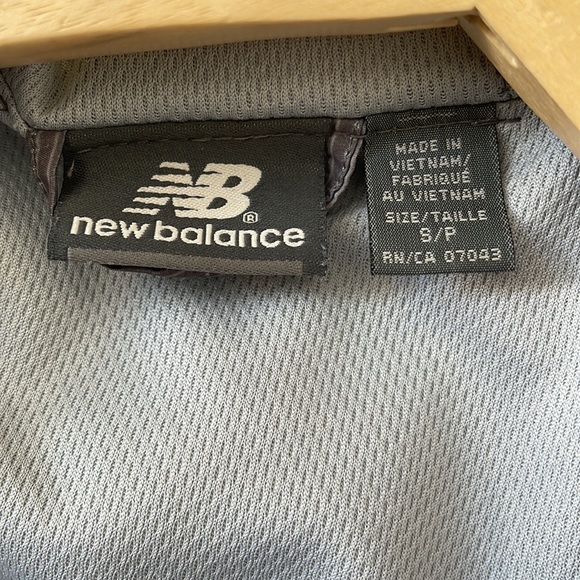 NB
new balance
MADE IN
VIETNAM/
FABRIQUÉ
AU VIETNAM
SIZE/TAILLE
S/P
RN/CA 07043